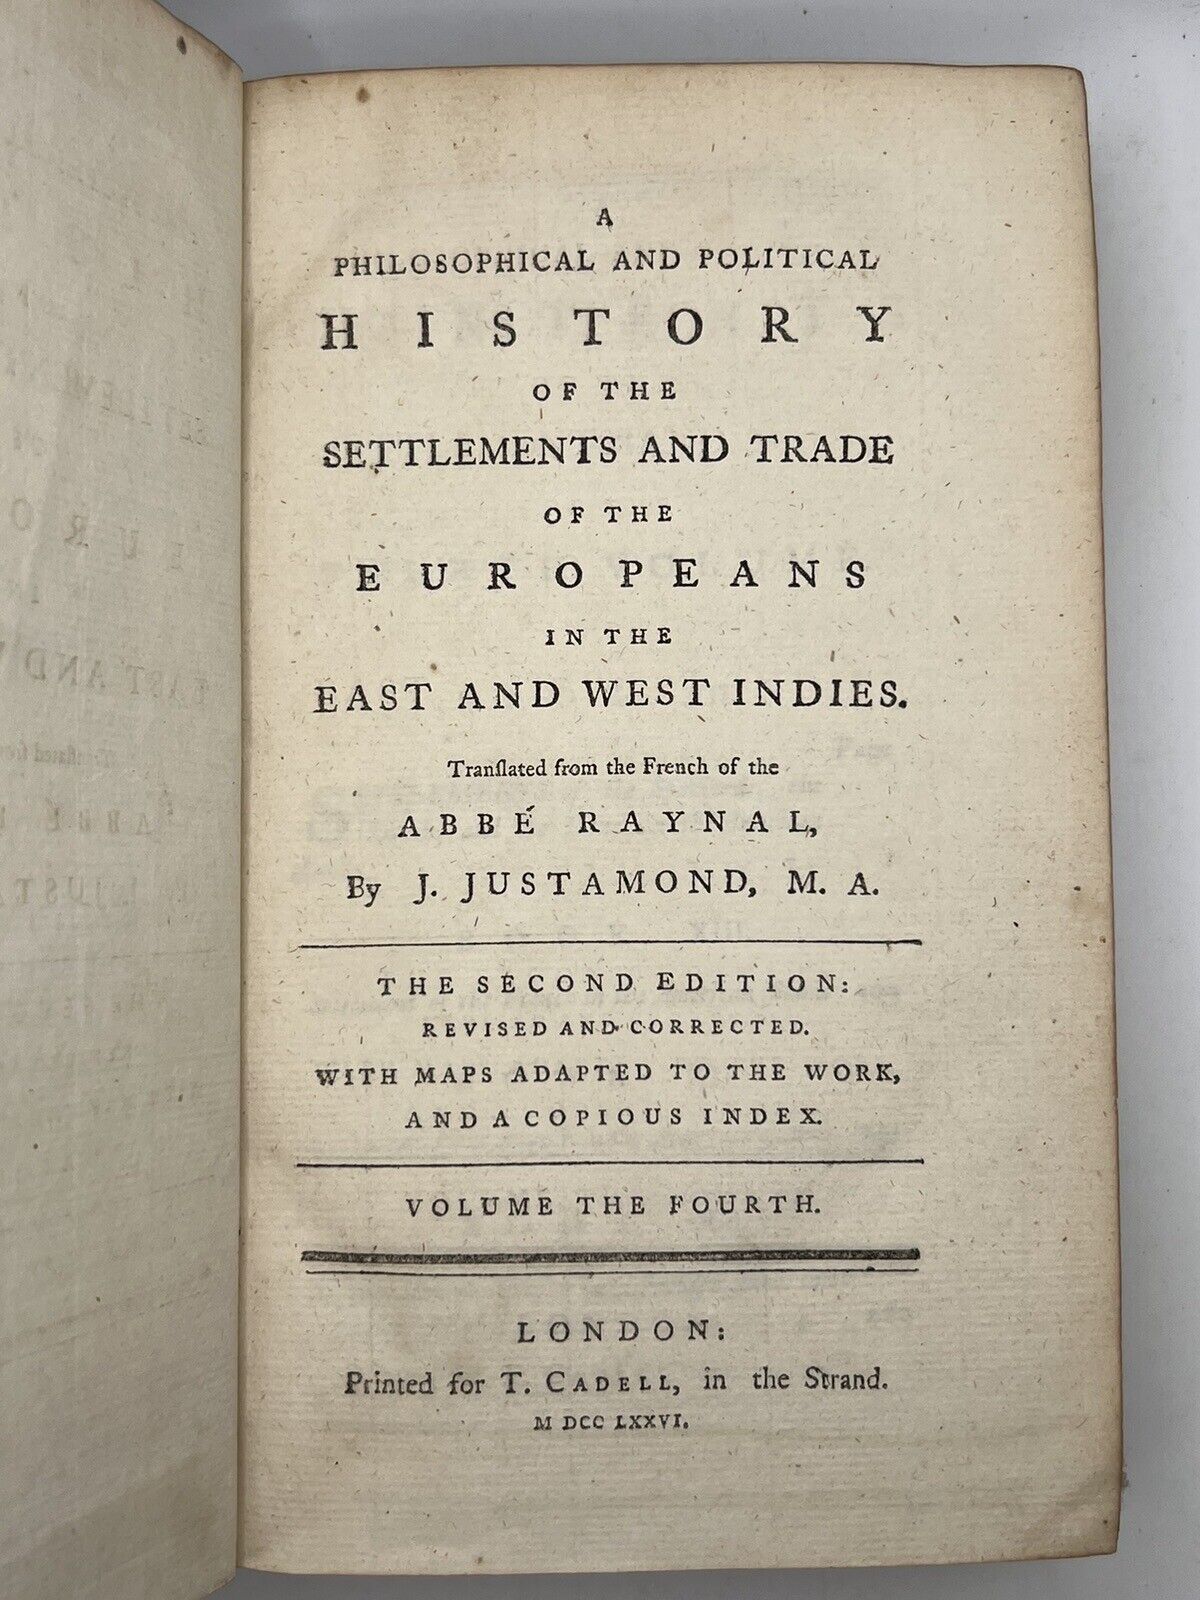 A
PHILOSOPHICAL AND POLITICAL
HISTORY
OF THE
SETTLEMENTS AND TRADE
OF THE
EUROPEANS
IN THE
EAST AND WEST INDIES.
Tranſlated from the French of the
ABBÉ RAYNAL,
By J. JUSTAMOND, M. A.
THE SECOND EDITION:
REVISED AND CORRECTED.
WITH MAPS ADAPTED TO THE WORK,
AND A COPIOUS INDEX.
VOLUME THE FOURTH.
LONDON:
Printed for T. CADELL, in the Strand.
M DCC LXXVI.